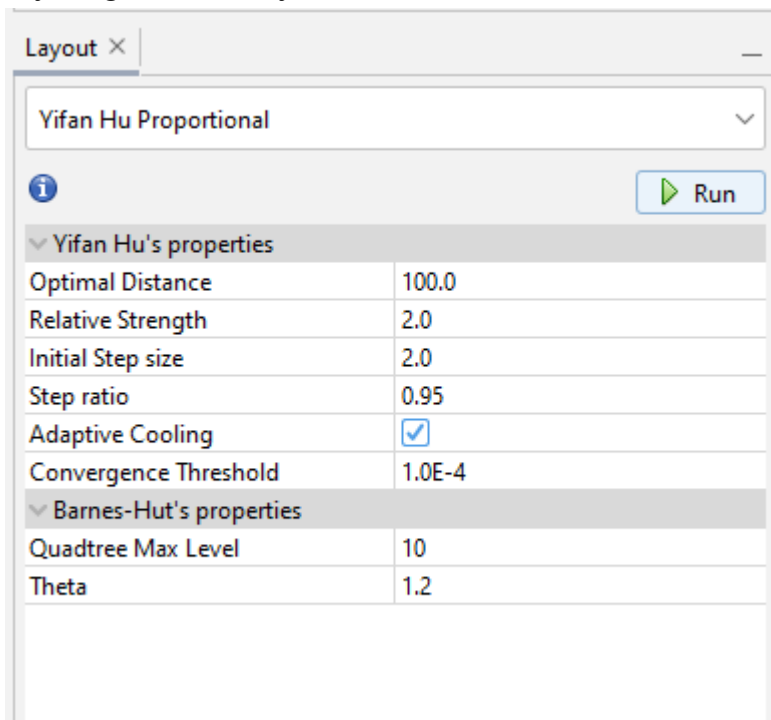 Layout
Yifan Hu Proportional
Run
Yifan Hu's properties
Optimal Distance 100.0
Relative Strength 2.0
Initial Step size 2.0
Step ratio 0.95
Adaptive Cooling
Convergence Threshold 1.0E-4
Barnes-Hut's properties
Quadtree Max Level 10
Theta 1.2